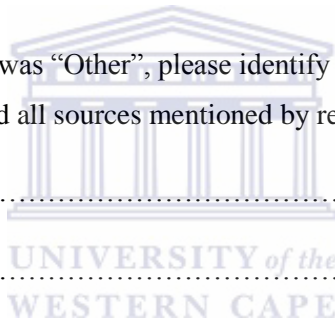 was “Other”, please identify
d all sources mentioned by re
....................................................
....................................................
UNIVERSITY of the
WESTERN CAPE